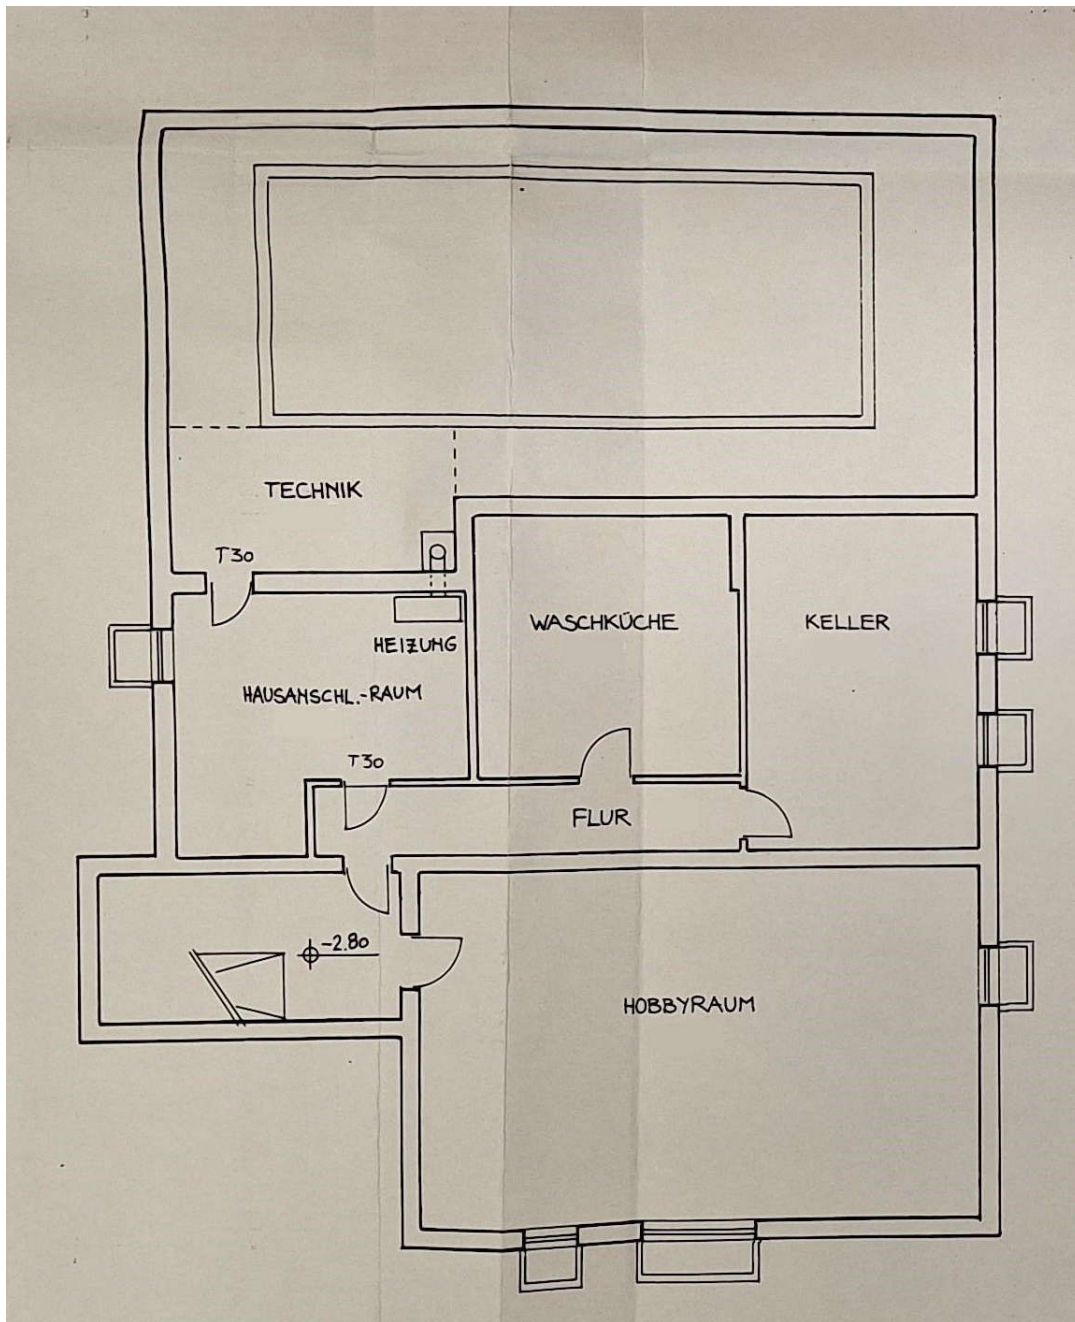 TECHNIK
T30
HEIZUNG
HAUSANSCHL.-RAUM
WASCHKÜCHE
KELLER
T30
FLUR
-2.80
HOBBYRAUM